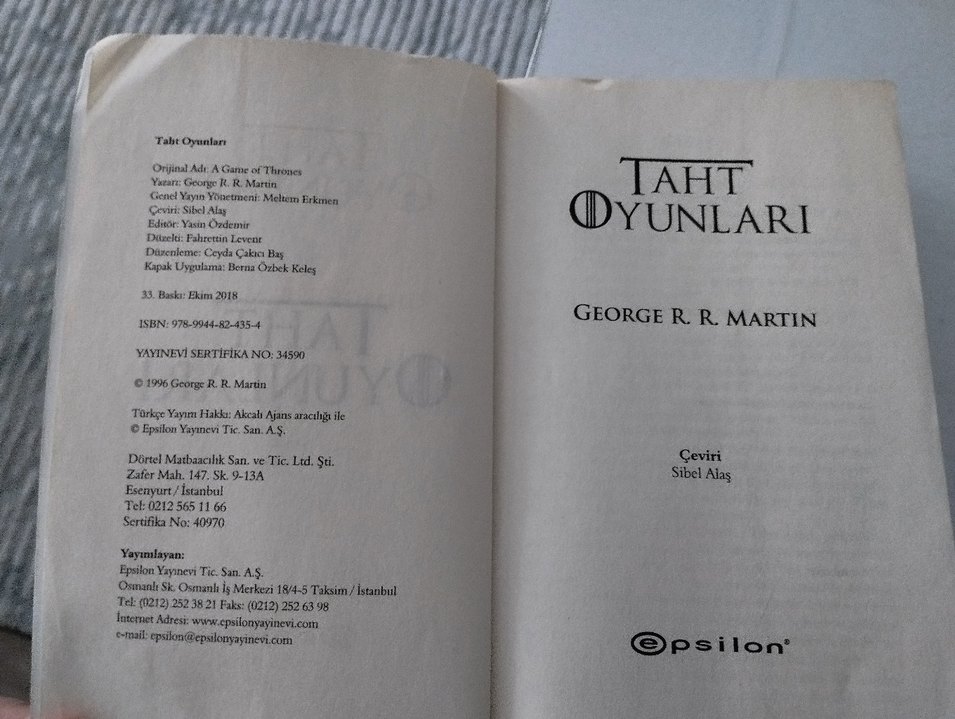 Taht Oyunları
Orijinal Adı: A Game of Thrones
Yazarı: George R. R. Martin
Genel Yayın Yönetmeni: Meltem Erkmen
Çeviri: Sibel Alaş
Editör: Yasin Özdemir
Düzelti: Fahrettin Levent
Düzenleme: Ceyda Çakıcı Baş
Kapak Uygulama: Berna Özbek Keleş
33. Baskı: Ekim 2018
ISBN: 978-9944-82-435-4
YAYINEVİ SERTİFİKA NO: 34590
© 1996 George R. R. Martin
Türkçe Yayım Hakkı: Akcalı Ajans aracılığı ile
© Epsilon Yayınevi Tic. San. A.Ş.
Dörtel Matbaacılık San. ve Tic. Ltd. Şti.
Zafer Mah. 147. Sk. 9-13A
Esenyurt / İstanbul
Tel: 0212 565 11 66
Sertifika No: 40970
Yayımlayan:
Epsilon Yayınevi Tic. San. A.Ş.
Osmanlı Sk. Osmanlı İş Merkezi 18/4-5 Taksim / İstanbul
Tel: (0212) 252 38 21 Faks: (0212) 252 63 98
İnternet Adresi: www.epsilonyayinevi.com
e-mail: epsilon@epsilonyayinevi.com
TAHT
OYUNLARI
GEORGE R. R. MARTIN
Çeviri
Sibel Alaş
epsilon®